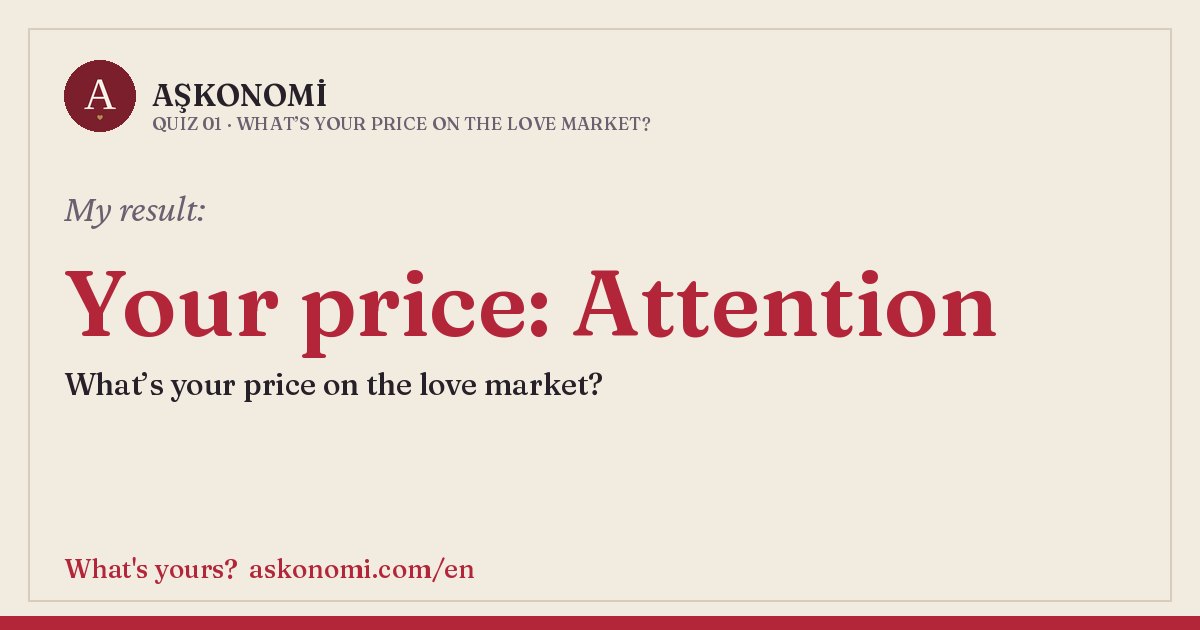 A
AŞKONOMİ
QUIZ 01 · WHAT’S YOUR PRICE ON THE LOVE MARKET?
My result:
Your price: Attention
What’s your price on the love market?
What's yours? askonomi.com/en